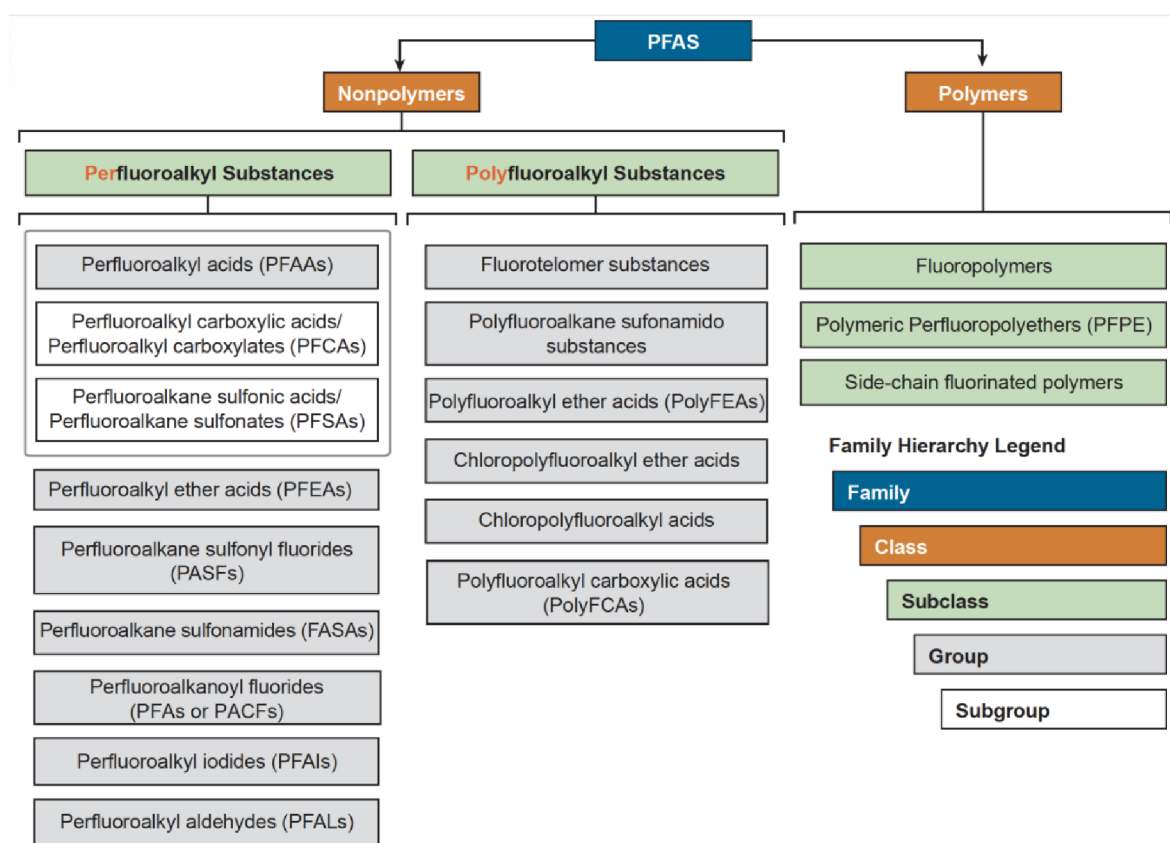 PFAS
Nonpolymers
Polymers
Perfluoroalkyl Substances
Polyfluoroalkyl Substances
Perfluoroalkyl acids (PFAAs)
Perfluoroalkyl carboxylic acids/
Perfluoroalkyl carboxylates (PFCAs)
Perfluoroalkane sulfonic acids/
Perfluoroalkane sulfonates (PFSAs)
Perfluoroalkyl ether acids (PFEAs)
Perfluoroalkane sulfonyl fluorides
(PASFs)
Perfluoroalkane sulfonamides (FASAs)
Perfluoroalkanoyl fluorides
(PFAs or PACFs)
Perfluoroalkyl iodides (PFAIs)
Perfluoroalkyl aldehydes (PFALs)
Fluorotelomer substances
Polyfluoroalkane sufonamido
substances
Polyfluoroalkyl ether acids (PolyFEAs)
Chloropolyfluoroalkyl ether acids
Chloropolyfluoroalkyl acids
Polyfluoroalkyl carboxylic acids
(PolyFCAs)
Fluoropolymers
Polymeric Perfluoropolyethers (PFPE)
Side-chain fluorinated polymers
Family Hierarchy Legend
Family
Class
Subclass
Group
Subgroup